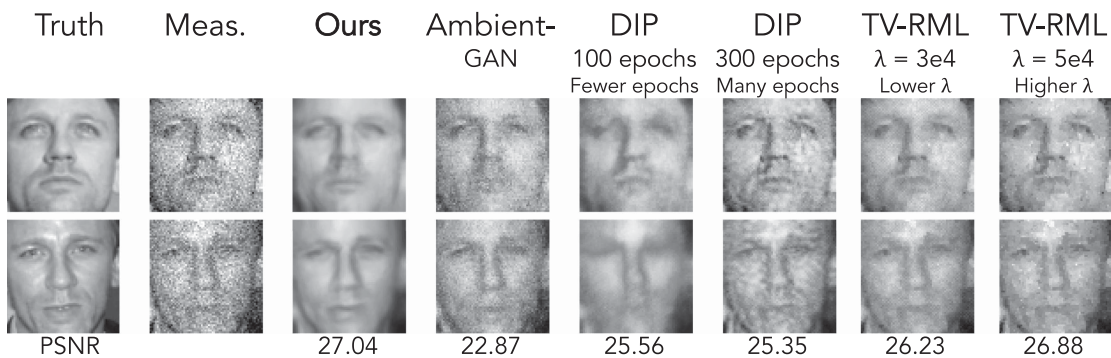 Truth Meas. Ours Ambient- DIP DIP TV-RML TV-RML
GAN 100 epochs 300 epochs λ = 3e4 λ = 5e4
Fewer epochs Many epochs Lower λ Higher λ
PSNR 27.04 22.87 25.56 25.35 26.23 26.88